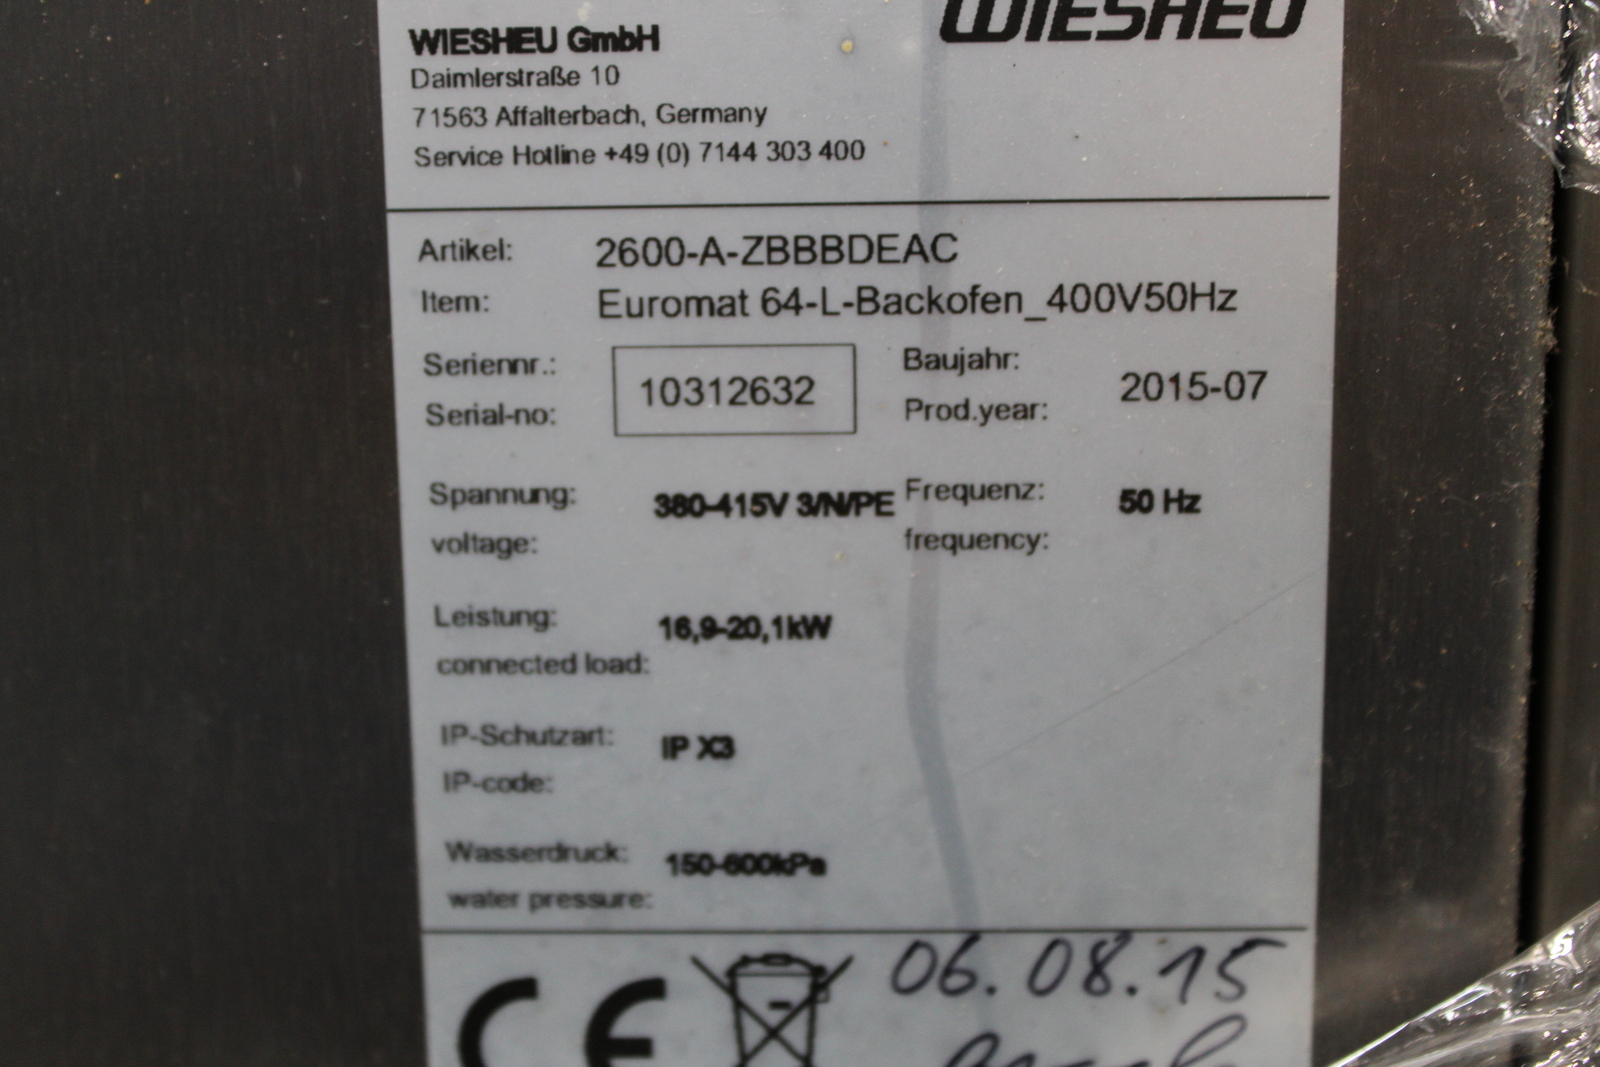 WIESHEU GmbH
WIESHEU
Daimlerstraße 10
71563 Affalterbach, Germany
Service Hotline +49 (0) 7144 303 400
Artikel: 2600-A-ZBBBDEAC
Item: Euromat 64-L-Backofen_400V50Hz
Seriennr.: Baujahr:
10312632 2015-07
Serial-no: Prod.year:
Spannung: 380-415V 3/N/PE Frequenz: 50 Hz
voltage: frequency:
Leistung: 16,9-20,1kW
connected load:
IP-Schutzart: IP X3
IP-code:
Wasserdruck: 150-600kPa
water pressure:
CE 06.08.15